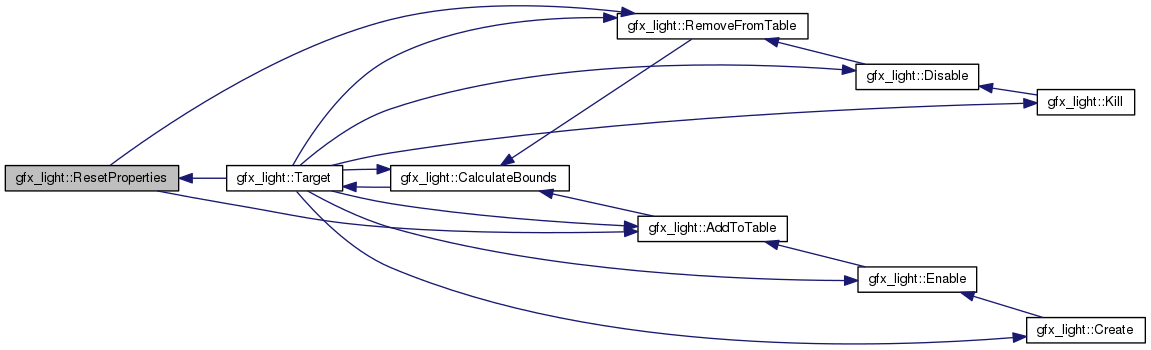 gfx_light::RemoveFromTable
gfx_light::Disable
gfx_light::Kill
gfx_light::ResetProperties
gfx_light::Target
gfx_light::CalculateBounds
gfx_light::AddToTable
gfx_light::Enable
gfx_light::Create